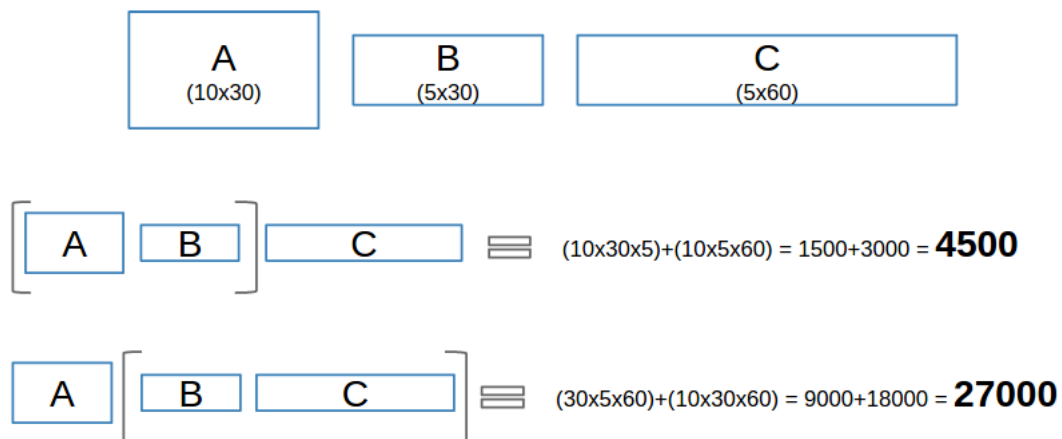 A B C
(10x30) (5x30) (5x60)
A B C (10x30x5)+(10x5x60) = 1500+3000 = 4500
A B C (30x5x60)+(10x30x60) = 9000+18000 = 27000